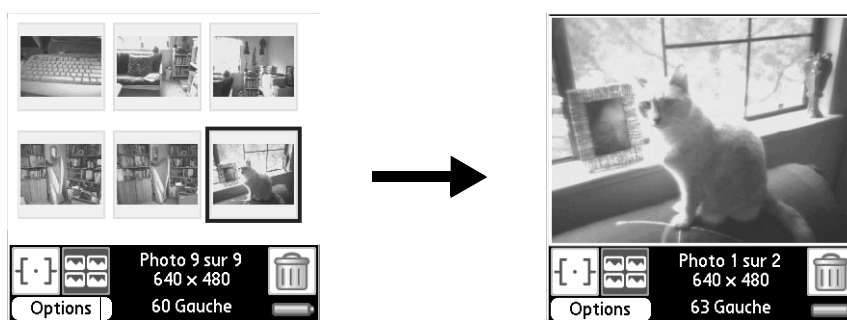 Photo 9 sur 9
640 × 480
Options
60 Gauche
Photo 1 sur 2
640 × 480
Options
63 Gauche